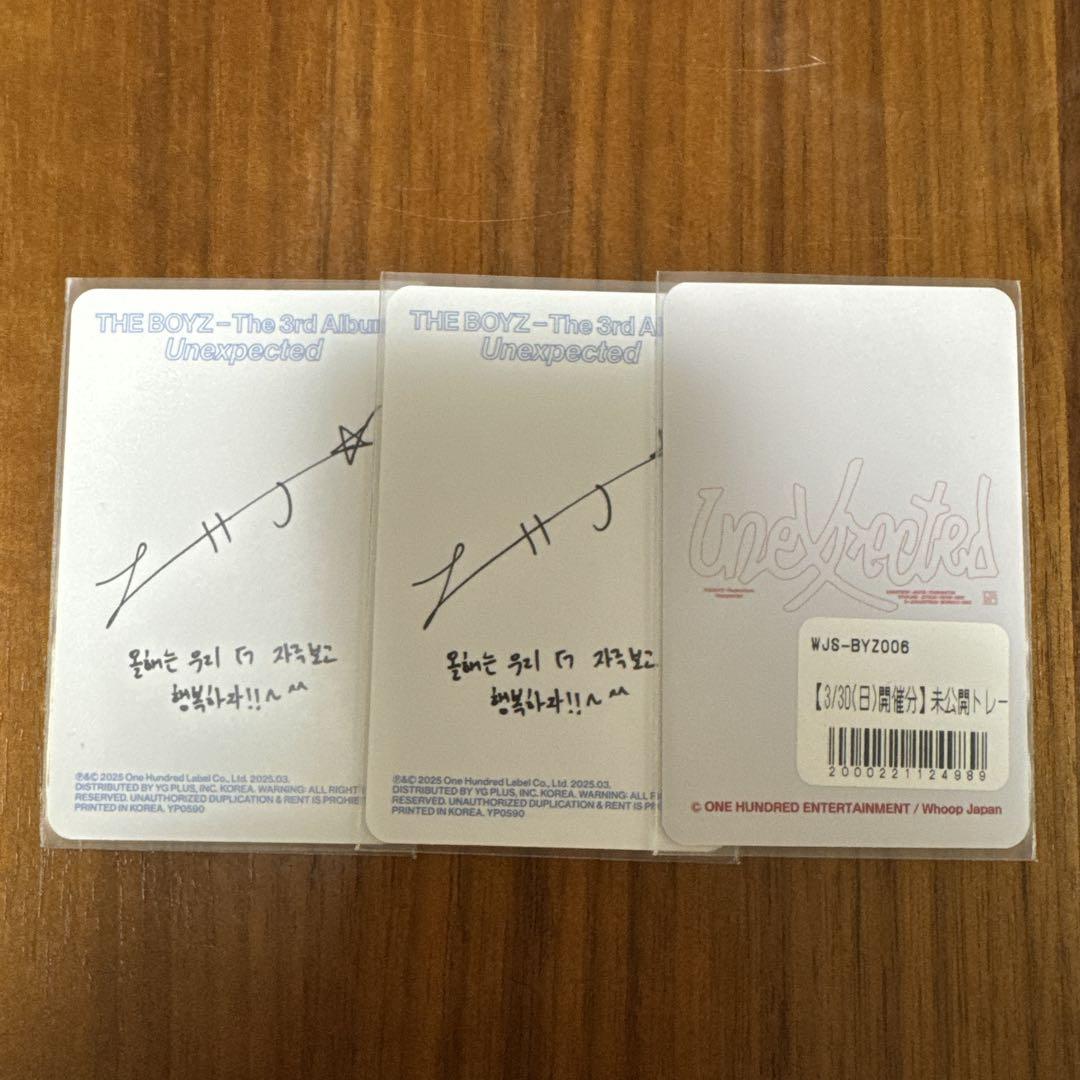 THE BOYZ – The 3rd Album
Unexpected
LHJ
올해는 우리 더 자주보고
행복하자!!~ ^^
℗&© 2025 One Hundred Label Co., Ltd. 2025.03.
DISTRIBUTED BY YG PLUS, INC. KOREA. WARNING: ALL RIGHT
RESERVED. UNAUTHORIZED DUPLICATION & RENT IS PROHIB
PRINTED IN KOREA. YP0590
THE BOYZ – The 3rd Al
Unexpected
LHJ
올해는 우리 더 자주보고
행복하자!!~ ^^
℗&© 2025 One Hundred Label Co., Ltd. 2025.03.
DISTRIBUTED BY YG PLUS, INC. KOREA. WARNING: ALL R
RESERVED. UNAUTHORIZED DUPLICATION & RENT IS PR
PRINTED IN KOREA. YP0590
Unexpected
WJS-BYZ006
【3/30(日)開催分】未公開トレー
2000221124989
© ONE HUNDRED ENTERTAINMENT / Whoop Japan